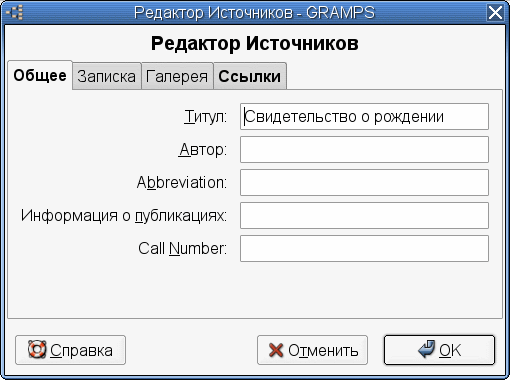 Редактор Источников - GRAMPS
Редактор Источников
Общее Записка Галерея Ссылки
Титул: Свидетельство о рождении
Автор:
Abbreviation:
Информация о публикациях:
Call Number:
Справка Отменить OK